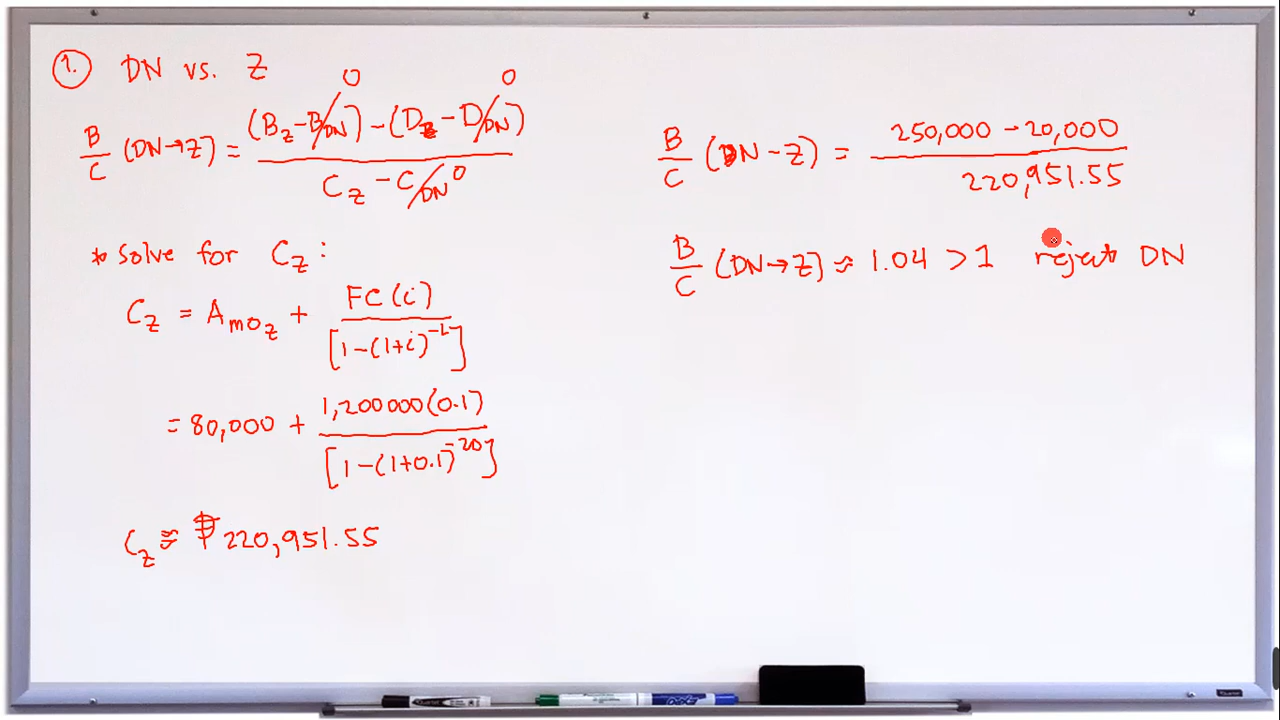 1. DN vs. Z
B/C (DN→Z) = ((B_Z - B_DN 0) - (D_Z - D_DN 0)) / (C_Z - C_DN 0)
* Solve for C_Z :
C_Z = A_mo_Z + FC(i) / [1-(1+i)^-L]
= 80,000 + 1,200000(0.1) / [1-(1+0.1)^-20]
C_Z ≈ ₱220,951.55
B/C (DN-Z) = (250,000 - 20,000) / 220,951.55
B/C (DN→Z) ≈ 1.04 > 1 reject DN